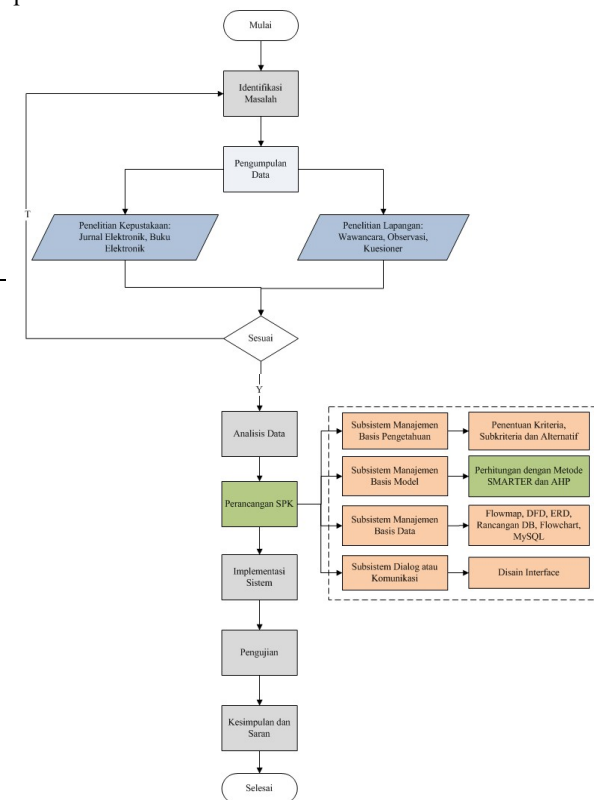 Mulai
Identifikasi
Masalah
Pengumpulan
Data
T
Penelitian Kepustakaan:
Jurnal Elektronik, Buku
Elektronik
Penelitian Lapangan:
Wawancara, Observasi,
Kuesioner
Sesuai
Y
Analisis Data
Perancangan SPK
Subsistem Manajemen
Basis Pengetahuan
Penentuan Kriteria,
Subkriteria dan Alternatif
Subsistem Manajemen
Basis Model
Perhitungan dengan Metode
SMARTER dan AHP
Subsistem Manajemen
Basis Data
Flowmap, DFD, ERD,
Rancangan DB, Flowchart,
MySQL
Subsistem Dialog atau
Komunikasi
Disain Interface
Implementasi
Sistem
Pengujian
Kesimpulan dan
Saran
Selesai